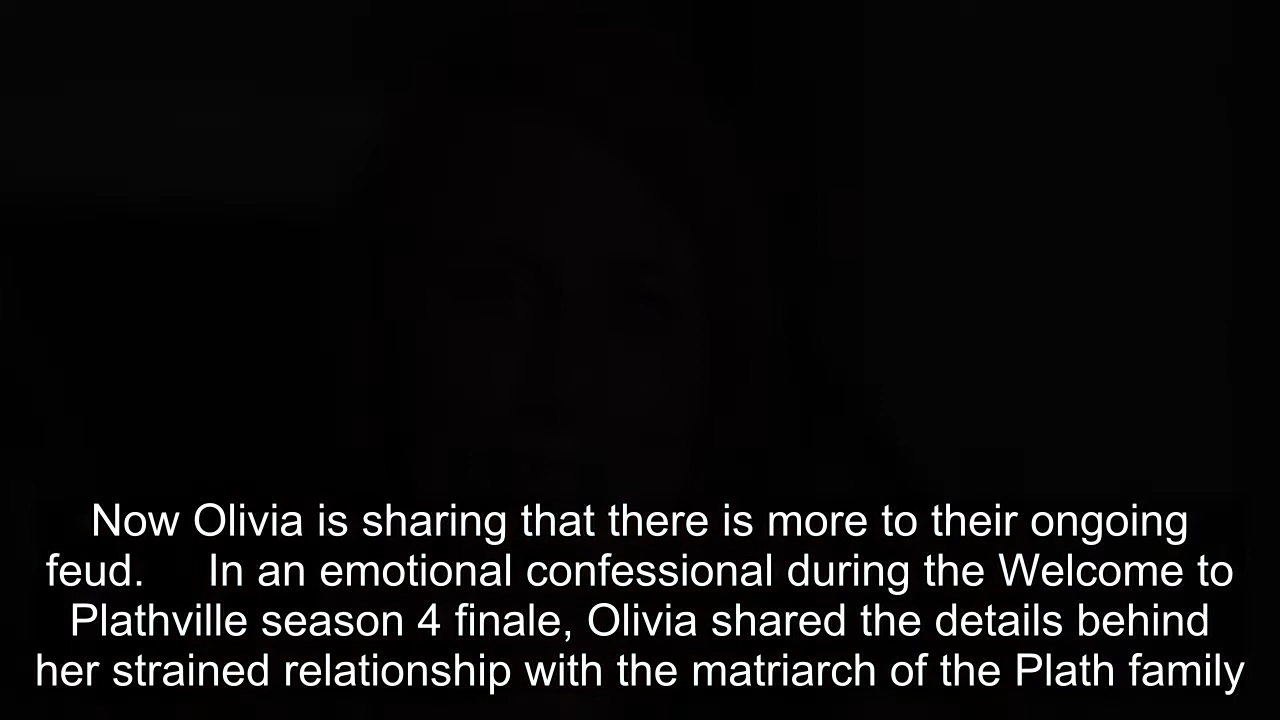 Now Olivia is sharing that there is more to their ongoing
feud.      In an emotional confessional during the Welcome to
Plathville season 4 finale, Olivia shared the details behind
her strained relationship with the matriarch of the Plath family